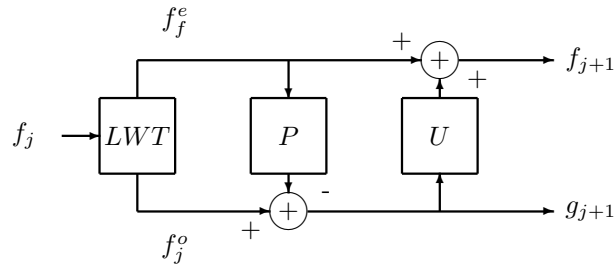 f_f^e
+ + f_{j+1}
+
f_j LWT P U
-
+ + g_{j+1}
f_j^o